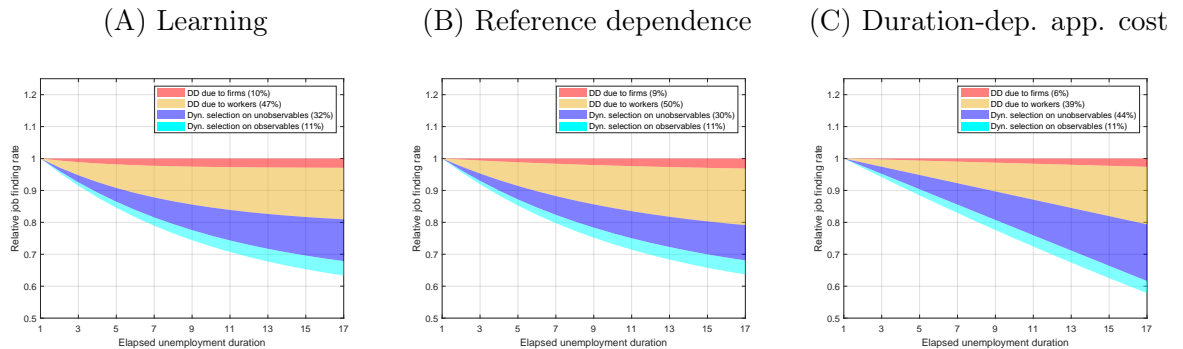 (A) Learning
(B) Reference dependence
(C) Duration-dep. app. cost
Relative job finding rate
1.2
1.1
1
0.9
0.8
0.7
0.6
0.5
DD due to firms (10%)
DD due to workers (47%)
Dyn. selection on unobservables (32%)
Dyn. selection on observables (11%)
1 3 5 7 9 11 13 15 17
Elapsed unemployment duration
Relative job finding rate
1.2
1.1
1
0.9
0.8
0.7
0.6
0.5
DD due to firms (9%)
DD due to workers (50%)
Dyn. selection on unobservables (30%)
Dyn. selection on observables (11%)
1 3 5 7 9 11 13 15 17
Elapsed unemployment duration
Relative job finding rate
1.2
1.1
1
0.9
0.8
0.7
0.6
0.5
DD due to firms (6%)
DD due to workers (39%)
Dyn. selection on unobservables (44%)
Dyn. selection on observables (11%)
1 3 5 7 9 11 13 15 17
Elapsed unemployment duration